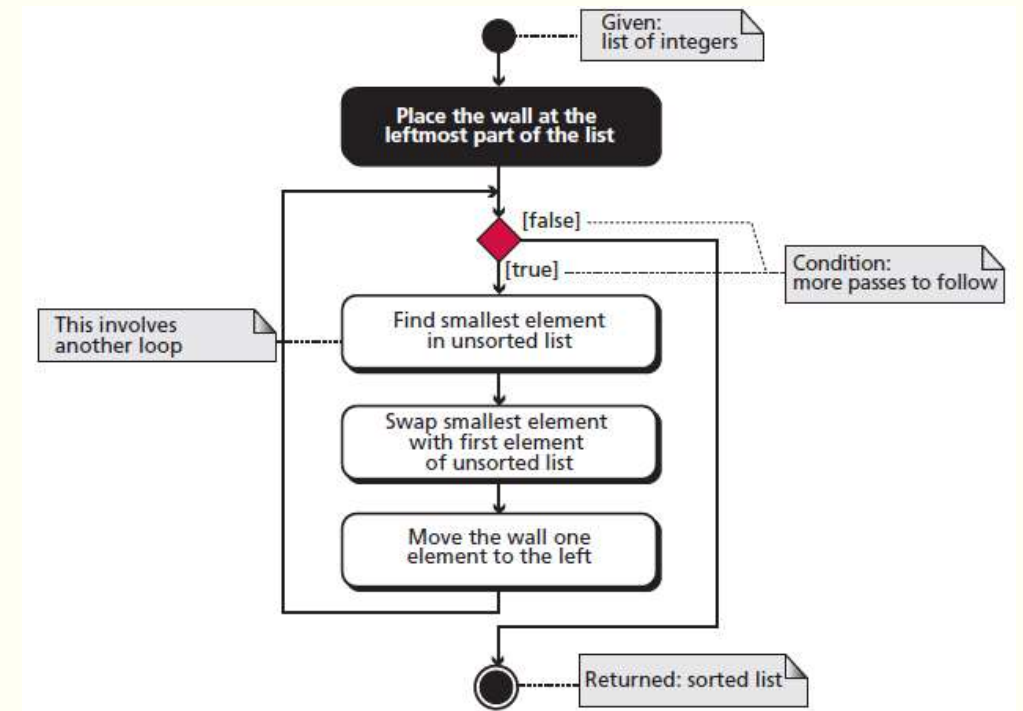 Given:
list of integers
Place the wall at the
leftmost part of the list
[false]
[true]
Condition:
more passes to follow
Find smallest element
in unsorted list
This involves
another loop
Swap smallest element
with first element
of unsorted list
Move the wall one
element to the left
Returned: sorted list